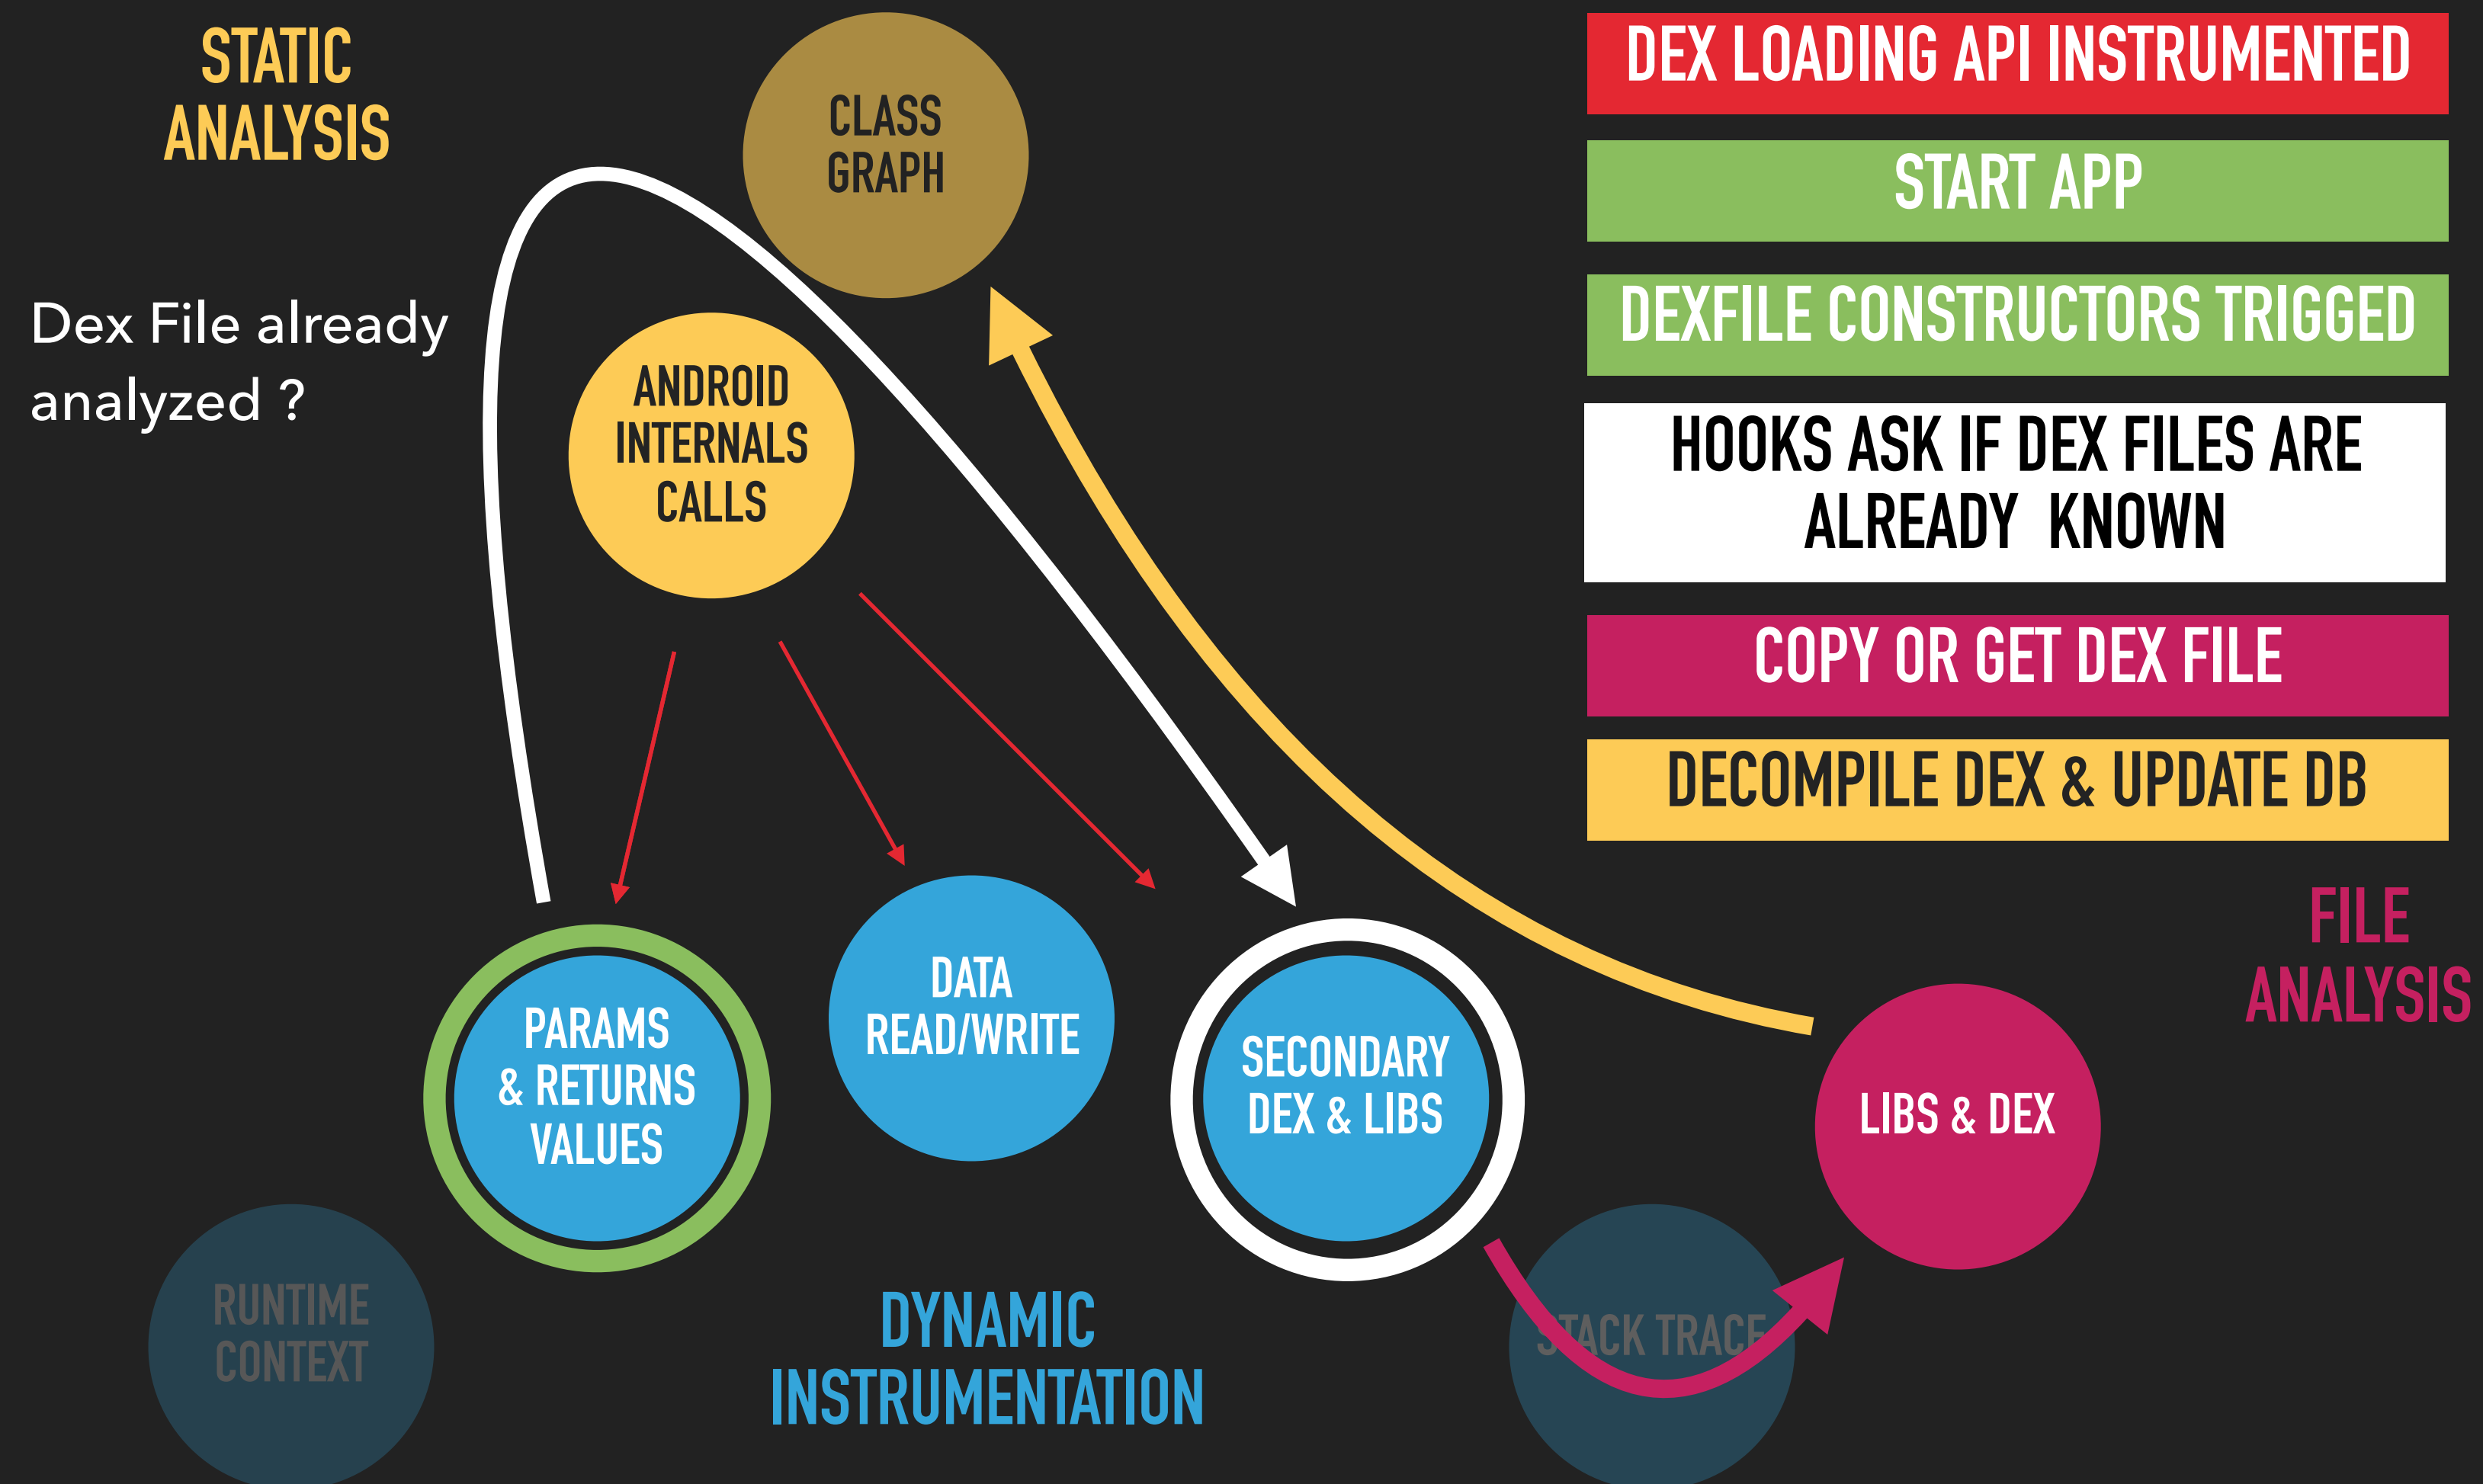 STATIC
ANALYSIS
Dex File already
analyzed ?
CLASS
GRAPH
ANDROID
INTERNALS
CALLS
PARAMS
& RETURNS
VALUES
DATA
READ/WRITE
SECONDARY
DEX & LIBS
RUNTIME
CONTEXT
DYNAMIC
INSTRUMENTATION
STACK TRACE
LIBS & DEX
FILE
ANALYSIS
DEX LOADING API INSTRUMENTED
START APP
DEXFILE CONSTRUCTORS TRIGGED
HOOKS ASK IF DEX FILES ARE
ALREADY KNOWN
COPY OR GET DEX FILE
DECOMPILE DEX & UPDATE DB